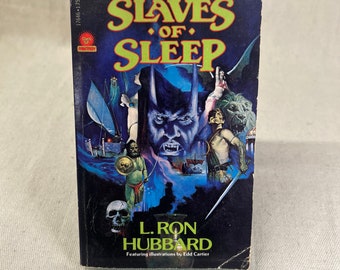 SLAVES
OF
SLEEP
L. RON
HUBBARD
Featuring illustrations by Edd Cartier